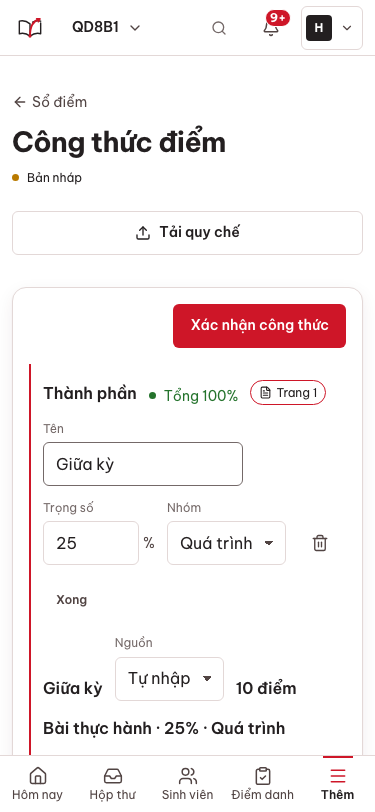 QD8B1
9+
H
Sổ điểm
Công thức điểm
Bản nháp
Tải quy chế
Xác nhận công thức
Thành phần
Tổng 100%
Trang 1
Tên
Giữa kỳ
Trọng số
Nhóm
25
%
Quá trình
Xong
Nguồn
Giữa kỳ
Tự nhập
10 điểm
Bài thực hành · 25% · Quá trình
Hôm nay
Hộp thư
Sinh viên
Điểm danh
Thêm